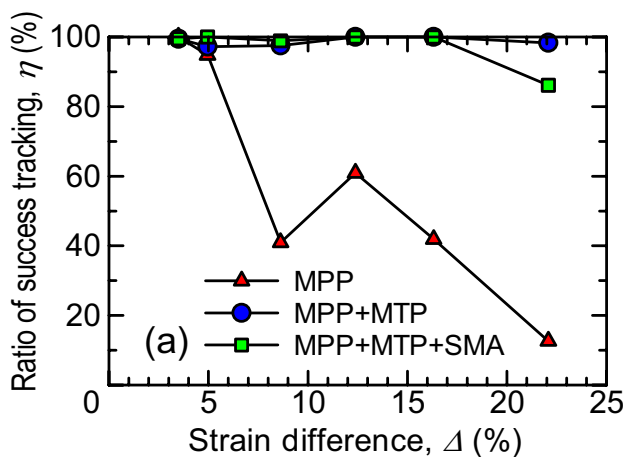 Ratio of success tracking, η (%)
100
80
60
40
20
0
MPP
MPP+MTP
MPP+MTP+SMA
(a)
5
10
15
20
25
Strain difference, Δ (%)